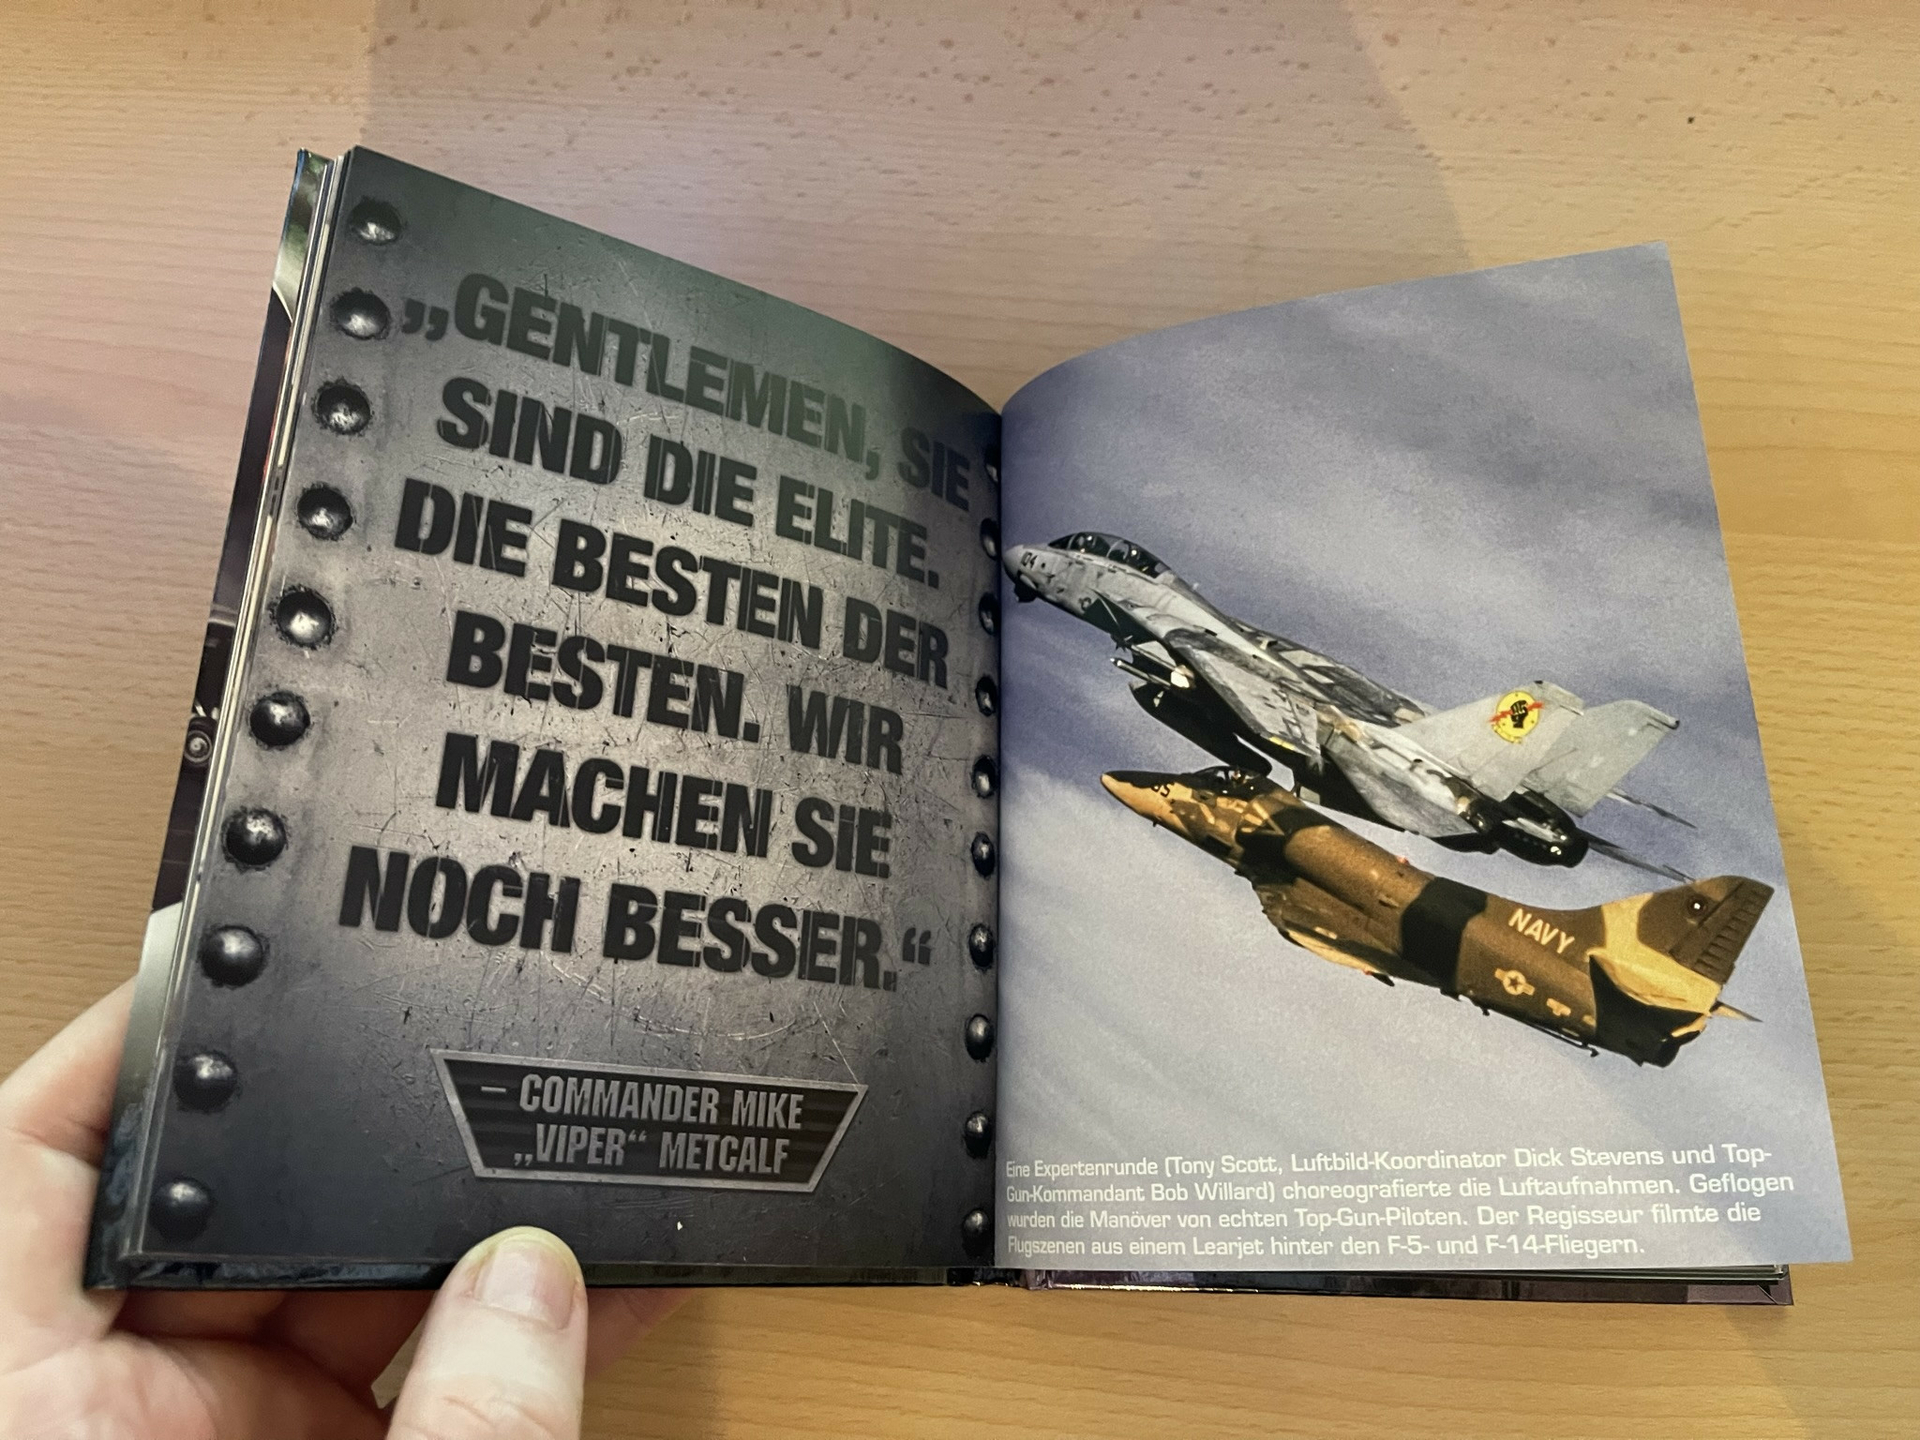 „GENTLEMEN, SIE
SIND DIE ELITE.
DIE BESTEN DER
BESTEN. WIR
MACHEN SIE
NOCH BESSER.“
– COMMANDER MIKE
„VIPER“ METCALF
104
NAVY
Eine Expertenrunde (Tony Scott, Luftbild-Koordinator Dick Stevens und Top-
Gun-Kommandant Bob Willard) choreografierte die Luftaufnahmen. Geflogen
wurden die Manöver von echten Top-Gun-Piloten. Der Regisseur filmte die
Flugszenen aus einem Learjet hinter den F-5- und F-14-Fliegern.